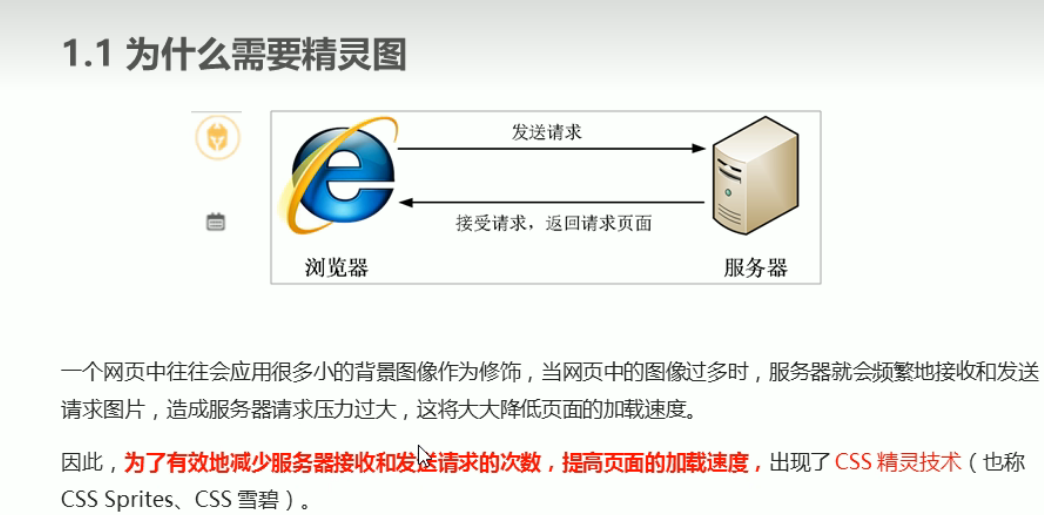 1.1 为什么需要精灵图
发送请求
接受请求，返回请求页面
浏览器
服务器
一个网页中往往会应用很多小的背景图像作为修饰，当网页中的图像过多时，服务器就会频繁地接收和发送
请求图片，造成服务器请求压力过大，这将大大降低页面的加载速度。
因此，为了有效地减少服务器接收和发送请求的次数，提高页面的加载速度，出现了 CSS 精灵技术（也称
CSS Sprites、CSS 雪碧）。